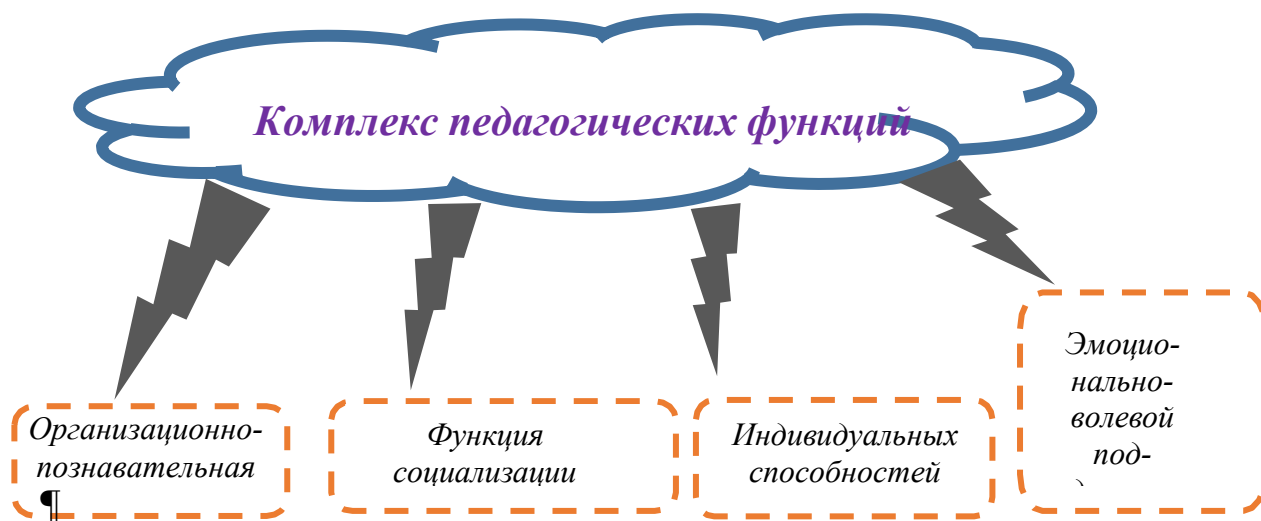 Комплекс педагогических функций
Организационно-
познавательная
¶
Функция
социализации
Индивидуальных
способностей
Эмоцио-
нально-
волевой
под-